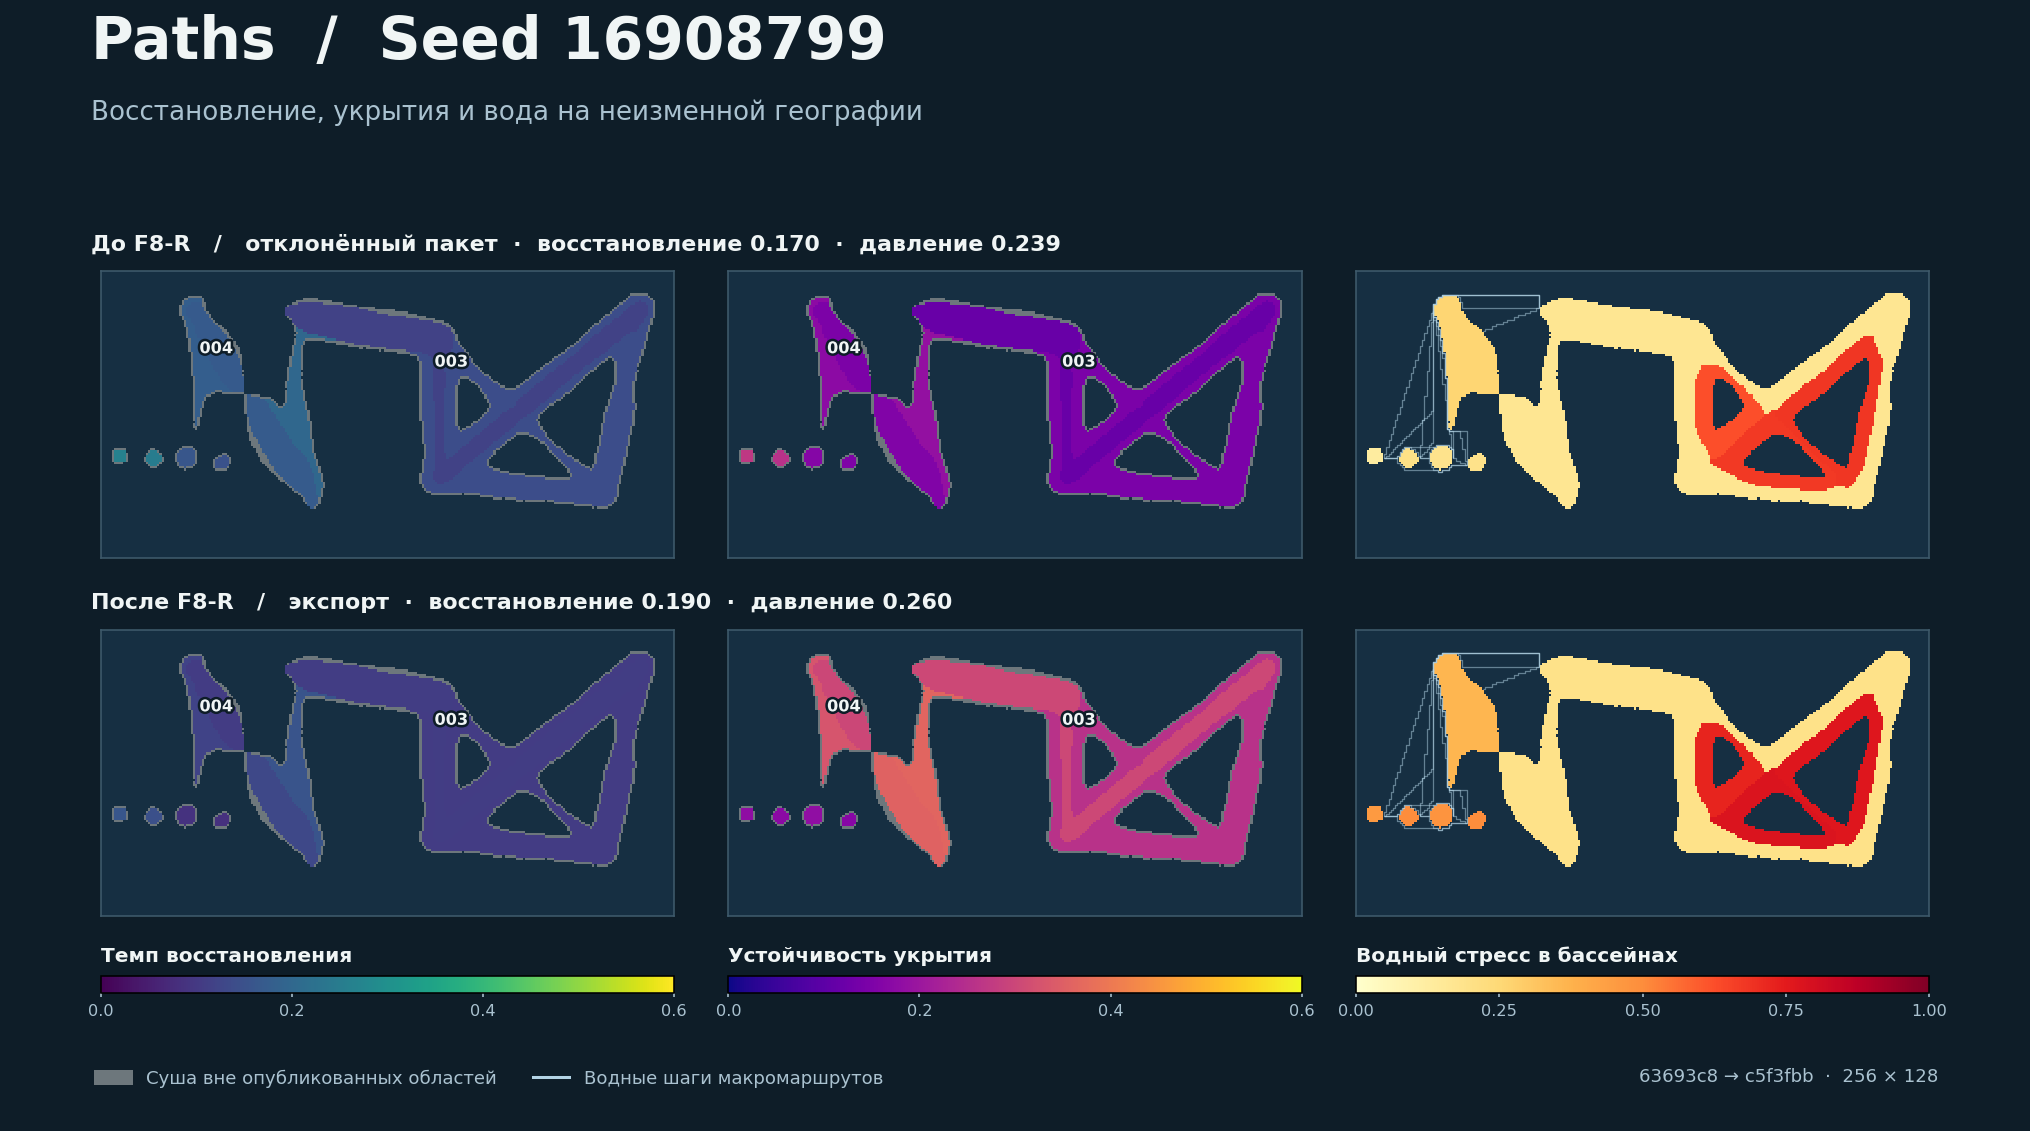 Paths / Seed 16908799
Восстановление, укрытия и вода на неизменной географии
До F8-R / отклонённый пакет · восстановление 0.170 · давление 0.239
004
003
004
003
После F8-R / экспорт · восстановление 0.190 · давление 0.260
004
003
004
003
Темп восстановления
Устойчивость укрытия
Водный стресс в бассейнах
0.0 0.2 0.4 0.6
0.0 0.2 0.4 0.6
0.00 0.25 0.50 0.75 1.00
Суша вне опубликованных областей
Водные шаги макромаршрутов
63693c8 → c5f3fbb · 256 × 128